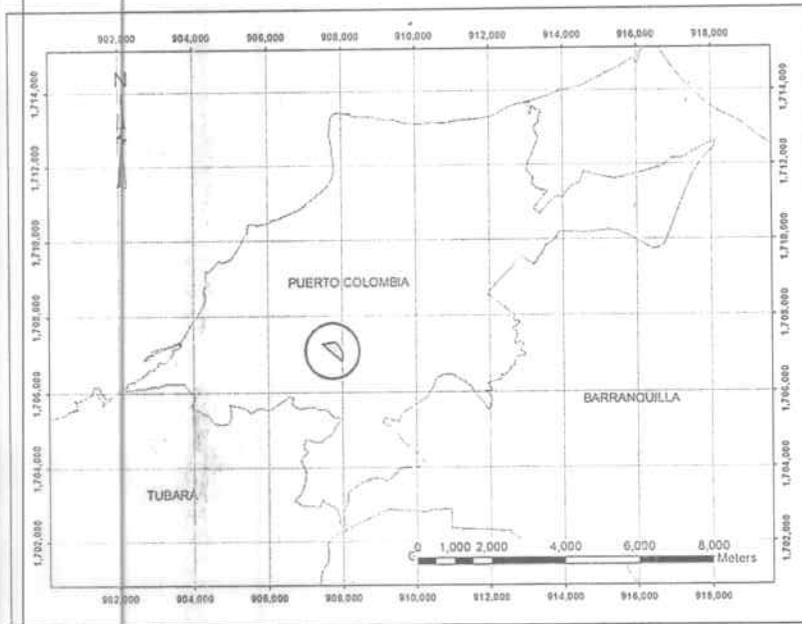 902,000 904,000 906,000 908,000 910,000 912,000 914,000 916,000 918,000
N
1,714,000 1,714,000
1,712,000 1,712,000
1,710,000 1,710,000
PUERTO COLOMBIA
1,708,000 1,708,000
1,706,000 1,706,000
BARRANQUILLA
1,704,000 1,704,000
TUBARA
1,702,000 1,702,000
0 1,000 2,000 4,000 6,000 8,000
Meters
902,000 904,000 906,000 908,000 910,000 912,000 914,000 916,000 918,000